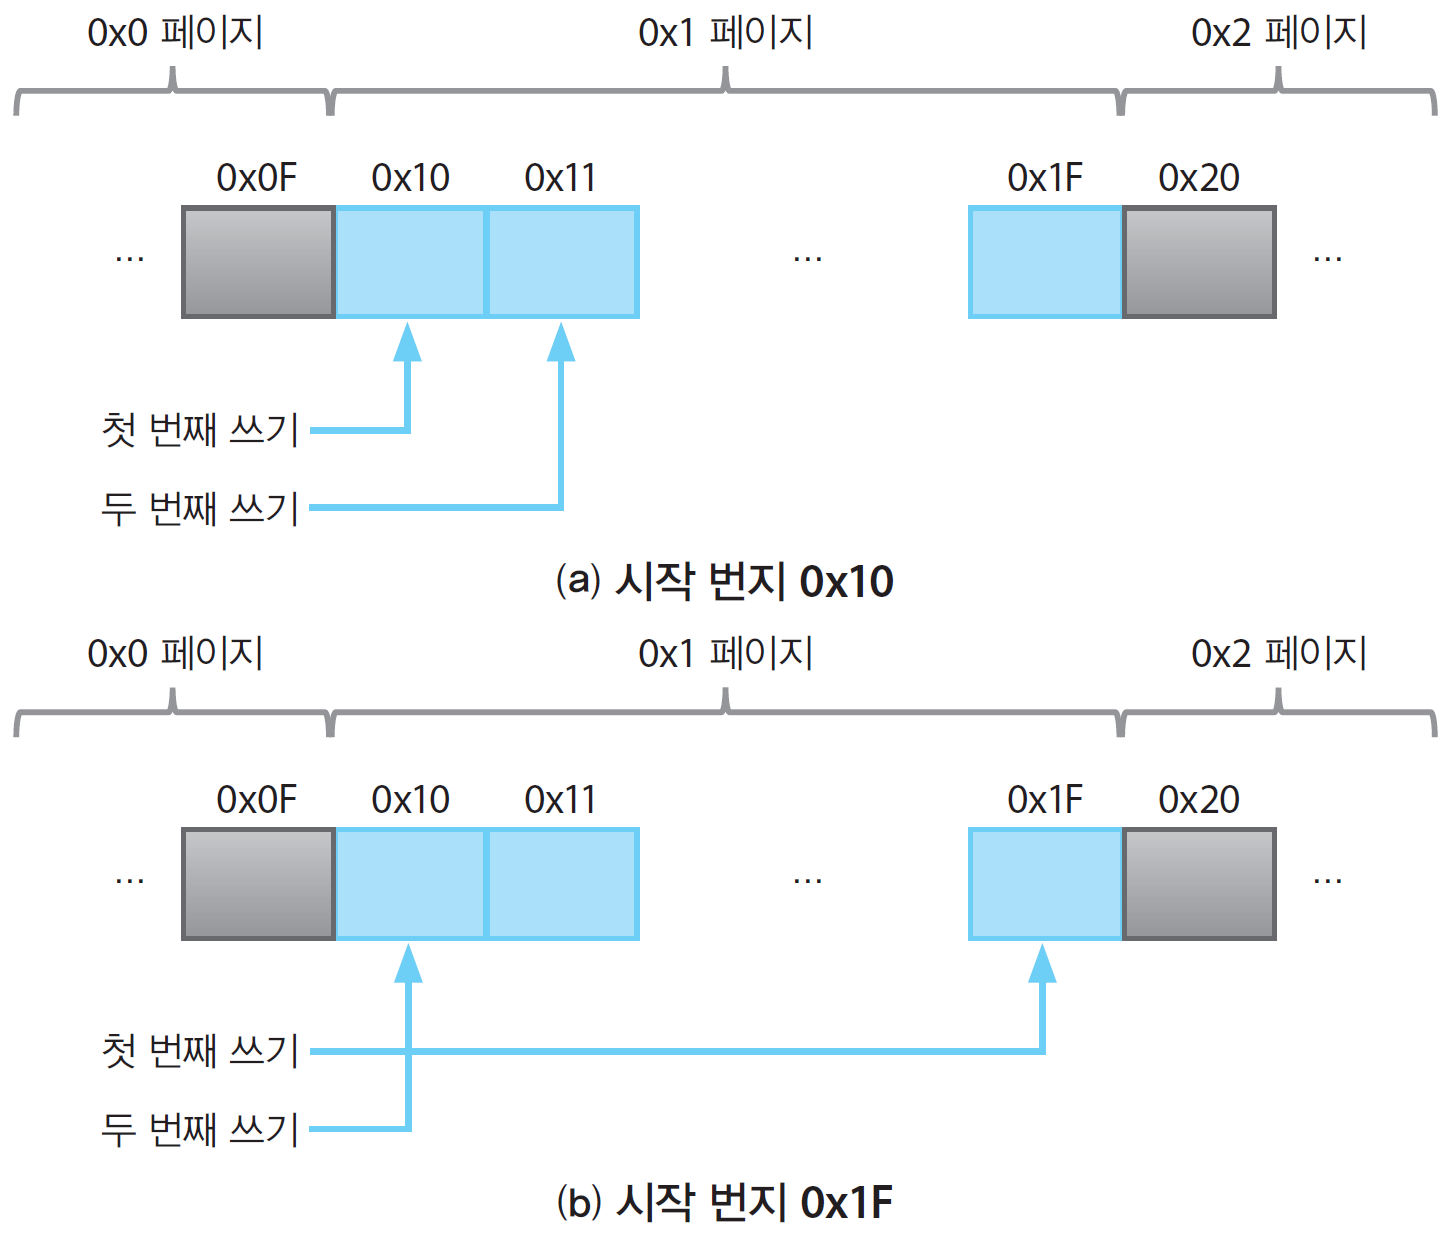 0x0 페이지 0x1 페이지 0x2 페이지
0x0F 0x10 0x11 0x1F 0x20
... ... ...
첫 번째 쓰기
두 번째 쓰기
(a) 시작 번지 0x10
0x0 페이지 0x1 페이지 0x2 페이지
0x0F 0x10 0x11 0x1F 0x20
... ... ...
첫 번째 쓰기
두 번째 쓰기
(b) 시작 번지 0x1F